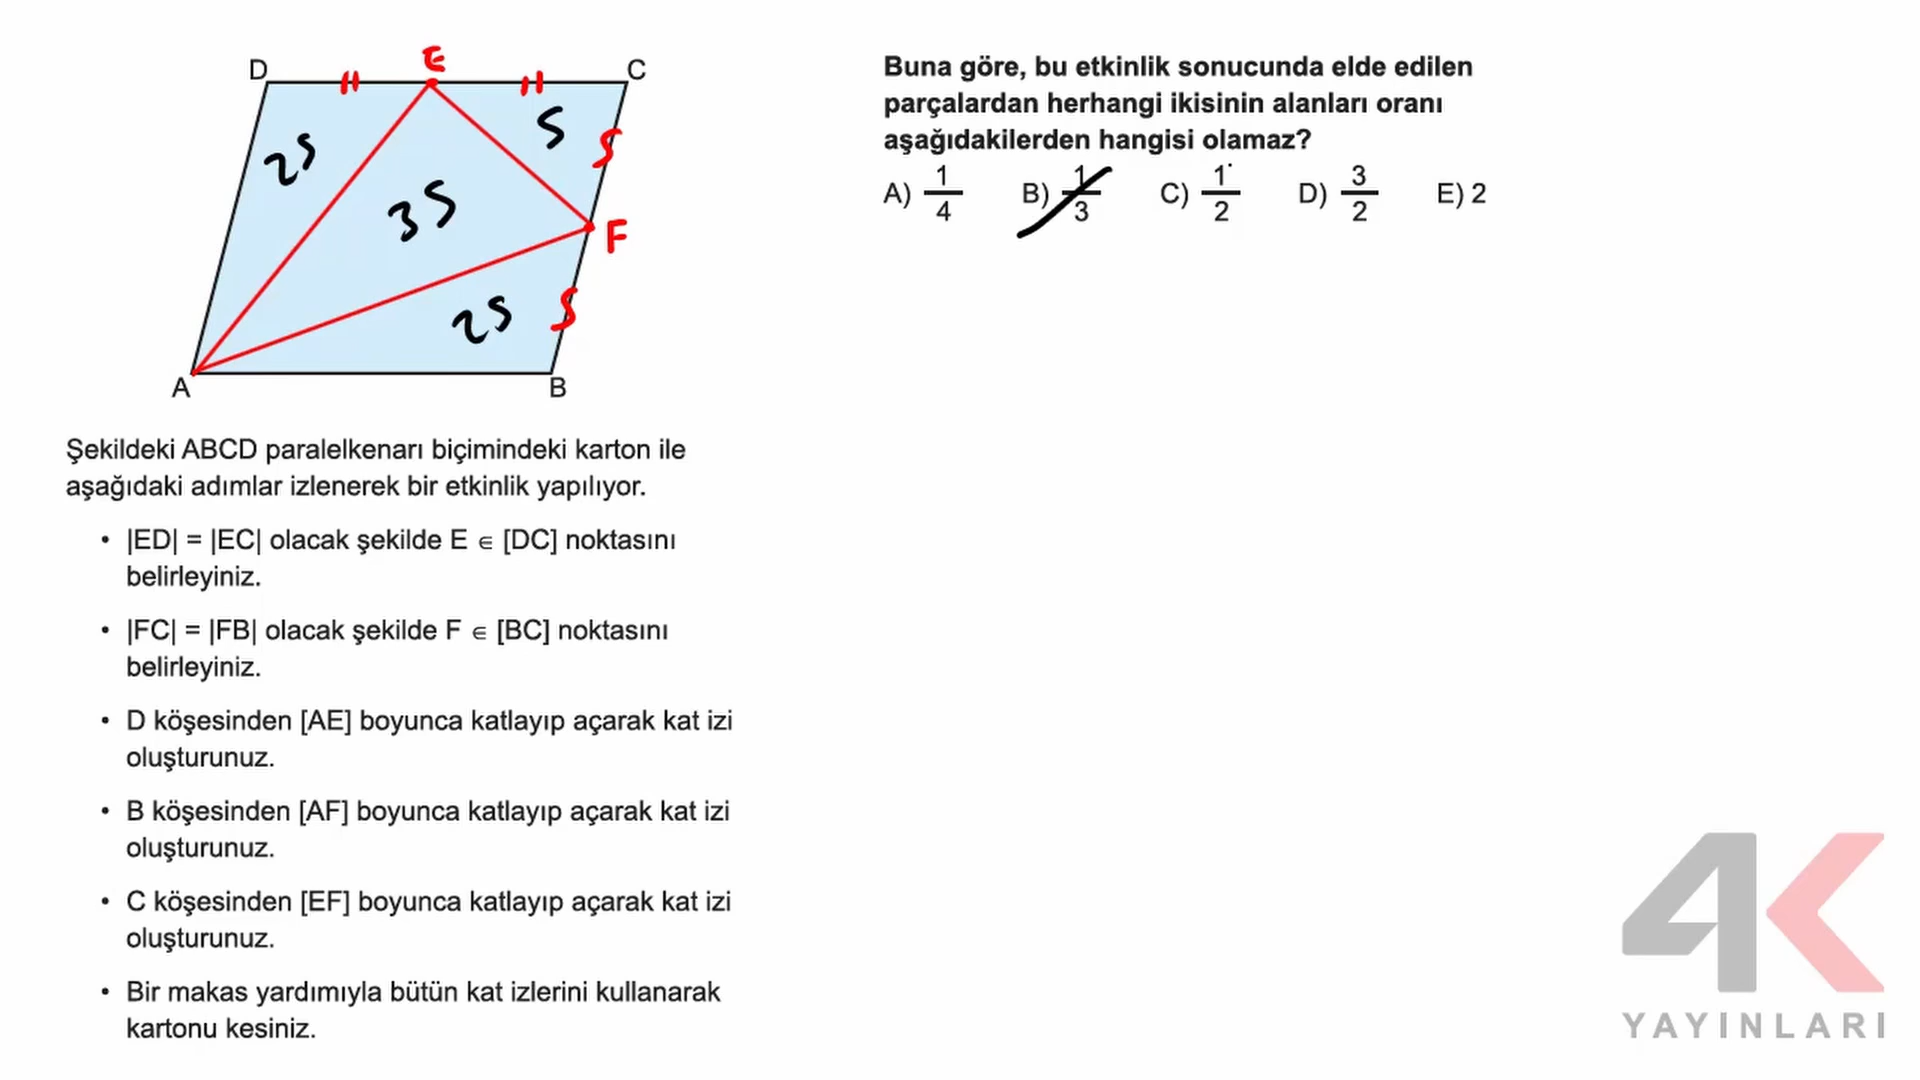 D E C
2S S S
3S
F
2S S
A B
Şekildeki ABCD paralelkenarı biçimindeki karton ile
aşağıdaki adımlar izlenerek bir etkinlik yapılıyor.
• |ED| = |EC| olacak şekilde E ∈ [DC] noktasını
belirleyiniz.
• |FC| = |FB| olacak şekilde F ∈ [BC] noktasını
belirleyiniz.
• D köşesinden [AE] boyunca katlayıp açarak kat izi
oluşturunuz.
• B köşesinden [AF] boyunca katlayıp açarak kat izi
oluşturunuz.
• C köşesinden [EF] boyunca katlayıp açarak kat izi
oluşturunuz.
• Bir makas yardımıyla bütün kat izlerini kullanarak
kartonu kesiniz.
Buna göre, bu etkinlik sonucunda elde edilen
parçalardan herhangi ikisinin alanları oranı
aşağıdakilerden hangisi olamaz?
A) 1/4 B) 1/3 C) 1/2 D) 3/2 E) 2
4K
YAYINLARI